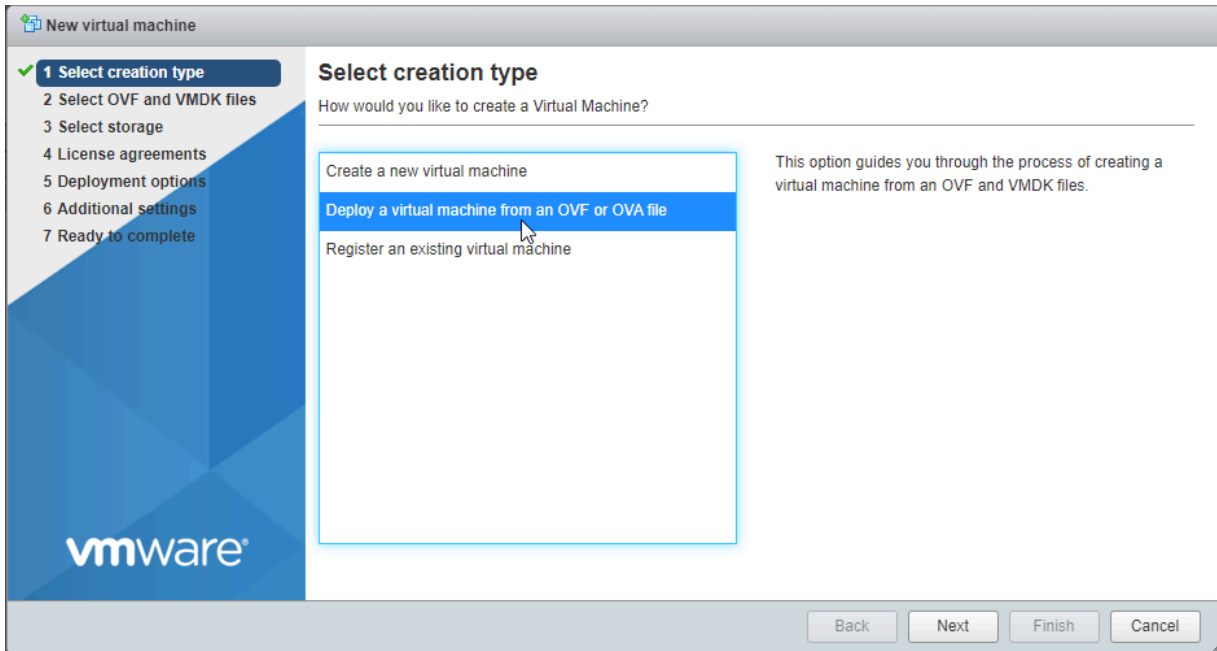 New virtual machine
1 Select creation type
2 Select OVF and VMDK files
3 Select storage
4 License agreements
5 Deployment options
6 Additional settings
7 Ready to complete
vmware®
Select creation type
How would you like to create a Virtual Machine?
Create a new virtual machine
Deploy a virtual machine from an OVF or OVA file
Register an existing virtual machine
This option guides you through the process of creating a
virtual machine from an OVF and VMDK files.
Back
Next
Finish
Cancel